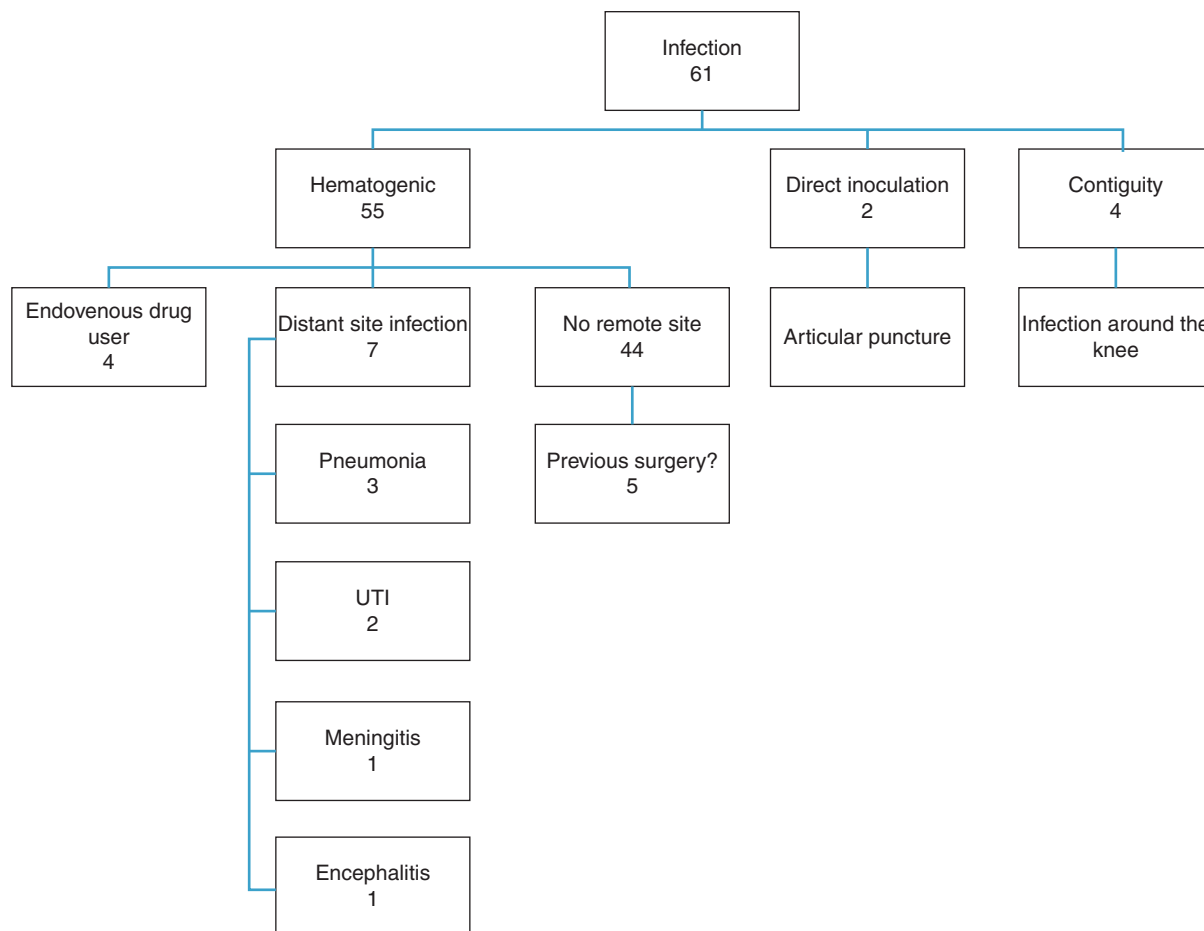 Infection
61
Hematogenic
55
Direct inoculation
2
Contiguity
4
Endovenous drug
user
4
Distant site infection
7
No remote site
44
Articular puncture
Infection around the
knee
Pneumonia
3
Previous surgery?
5
UTI
2
Meningitis
1
Encephalitis
1